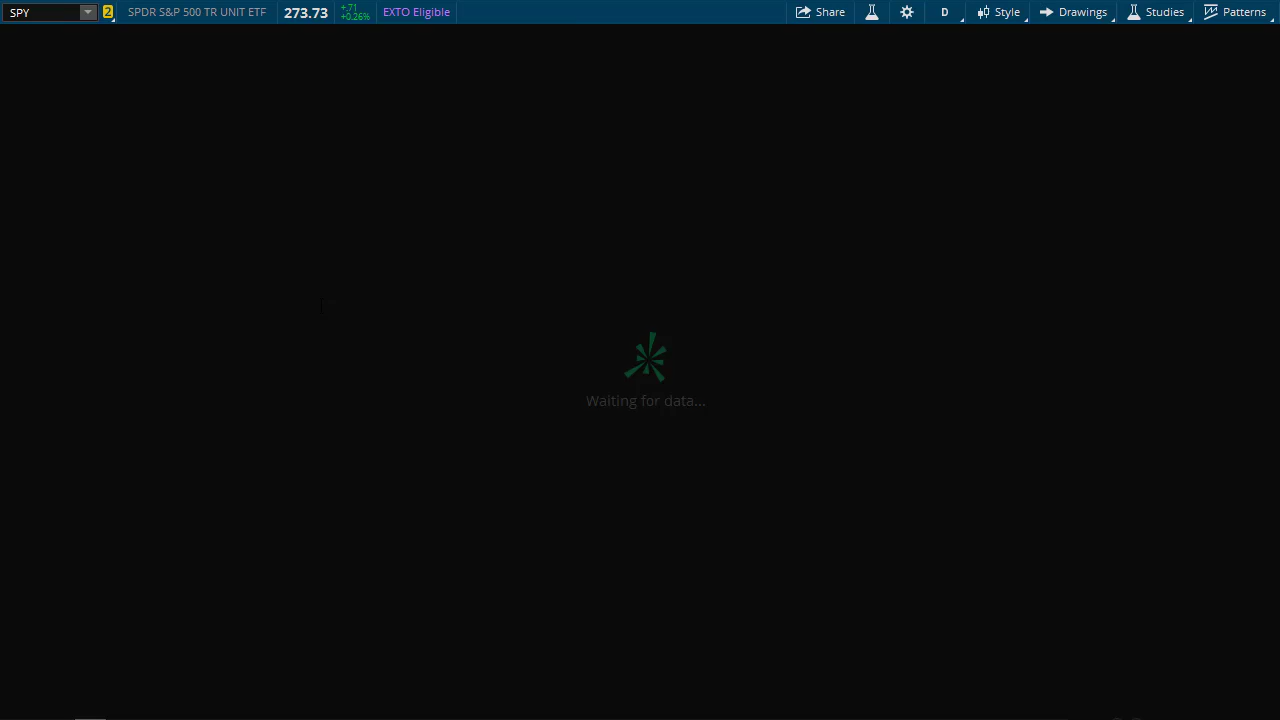 SPY 2 SPDR S&P 500 TR UNIT ETF 273.73 +.71 +0.26% EXTO Eligible Share D Style Drawings Studies Patterns
Waiting for data...